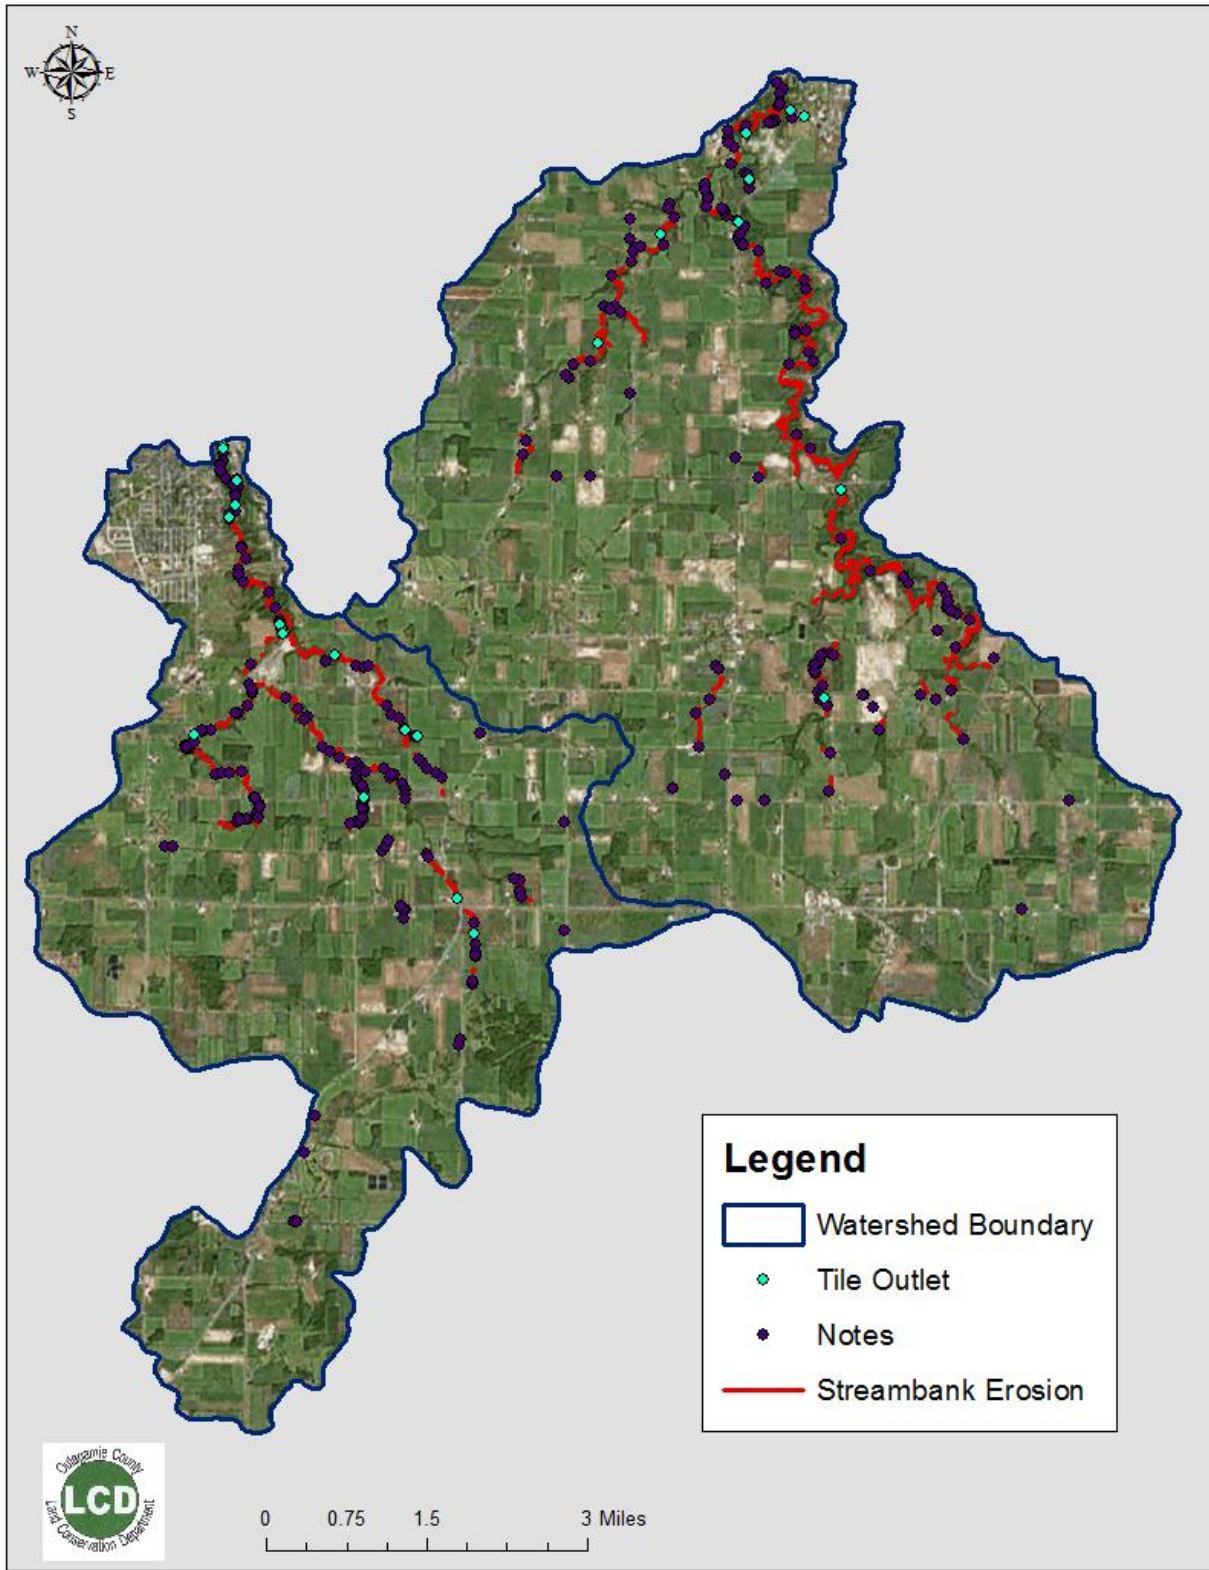 N
W
E
S
Legend
Watershed Boundary
Tile Outlet
Notes
Streambank Erosion
Outagamie County
LCD
Land Conservation Department
0 0.75 1.5 3 Miles